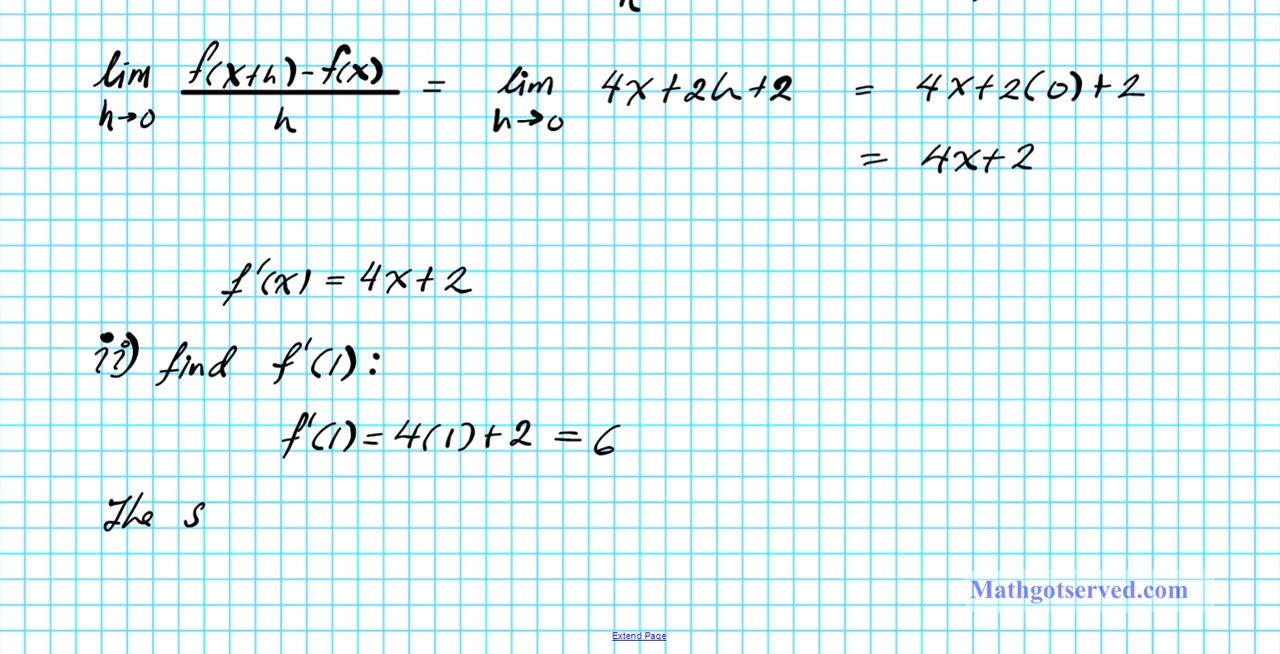 lim h→0 f(x+h)-f(x) / h = lim h→0 4x+2h+2 = 4x+2(0)+2
= 4x+2
f'(x) = 4x+2
ii) find f'(1):
f'(1) = 4(1)+2 = 6
The s
Mathgotserved.com
Extend Page